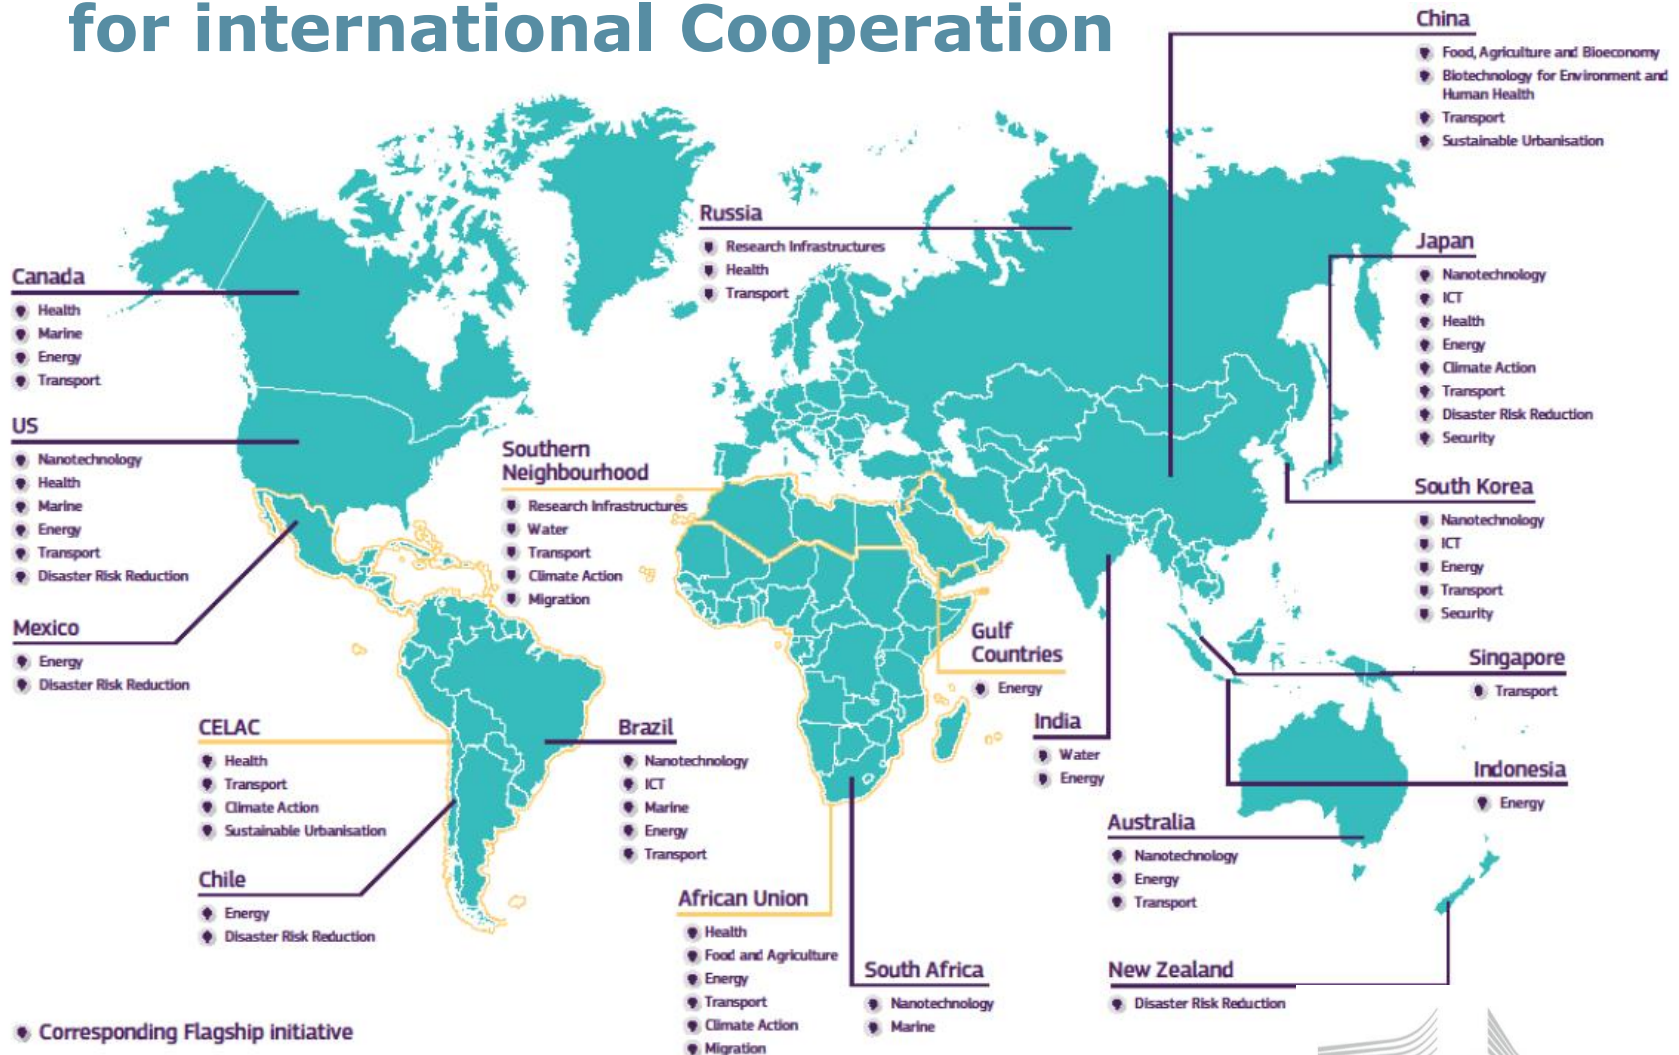 for international Cooperation
China
Food, Agriculture and Bioeconomy
Biotechnology for Environment and
Human Health
Transport
Sustainable Urbanisation
Russia
Research Infrastructures
Health
Transport
Japan
Nanotechnology
ICT
Health
Energy
Climate Action
Transport
Disaster Risk Reduction
Security
Canada
Health
Marine
Energy
Transport
US
Nanotechnology
Health
Marine
Energy
Transport
Disaster Risk Reduction
Southern
Neighbourhood
Research Infrastructures
Water
Transport
Climate Action
Migration
South Korea
Nanotechnology
ICT
Energy
Transport
Security
Mexico
Energy
Disaster Risk Reduction
Gulf
Countries
Energy
Singapore
Transport
CELAC
Health
Transport
Climate Action
Sustainable Urbanisation
Brazil
Nanotechnology
ICT
Marine
Energy
Transport
India
Water
Energy
Indonesia
Energy
Australia
Nanotechnology
Energy
Transport
Chile
Energy
Disaster Risk Reduction
African Union
Health
Food and Agriculture
Energy
Transport
Climate Action
Migration
South Africa
Nanotechnology
Marine
New Zealand
Disaster Risk Reduction
Corresponding Flagship initiative